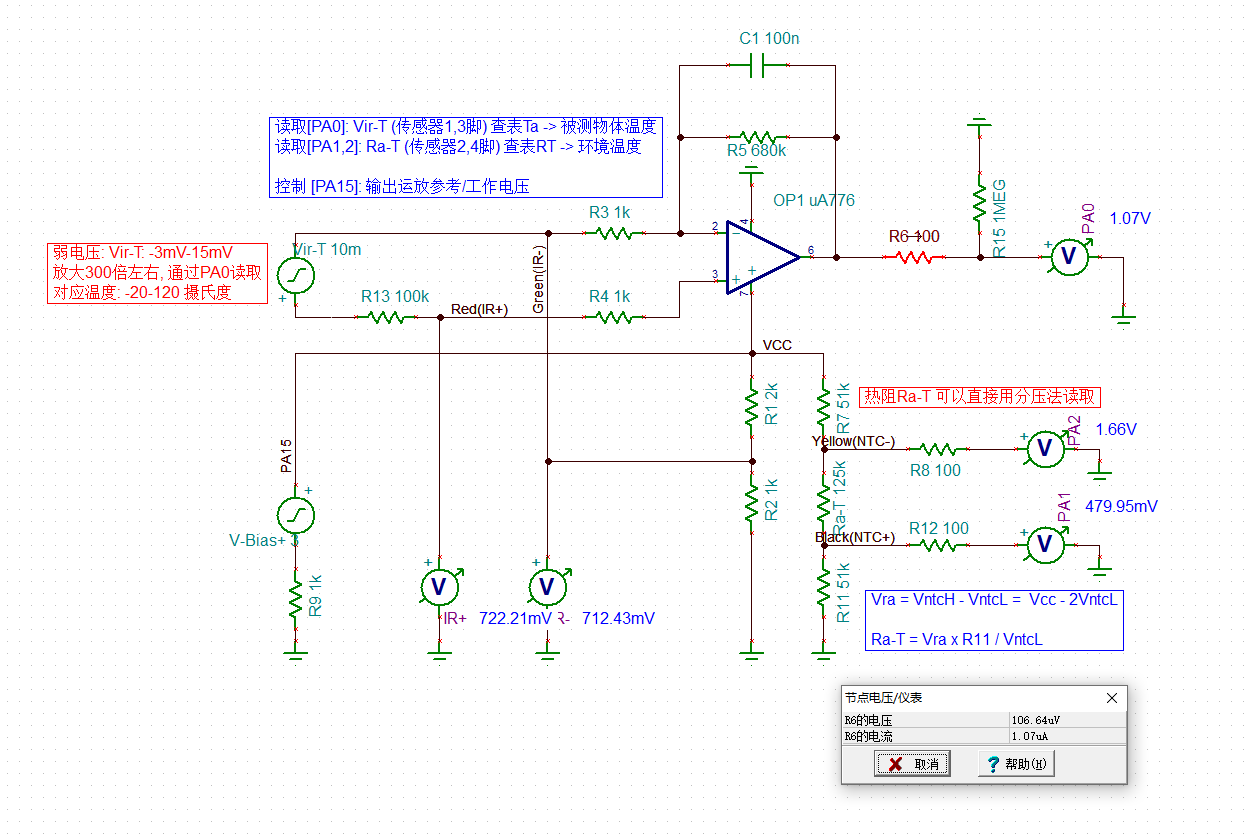 C1 100n
读取[PA0]: Vir-T (传感器1,3脚) 查表Ta -> 被测物体温度
读取[PA1,2]: Ra-T (传感器2,4脚) 查表RT -> 环境温度
控制 [PA15]: 输出运放参考/工作电压
R5 680k
OP1 uA776
R15 1MEG
PA0
1.07V
R3 1k
2
4
6
3
7
R6 100
弱电压: Vir-T: -3mV-15mV
放大300倍左右, 通过PA0读取
对应温度: -20-120 摄氏度
Vir-T 10m
Green(IR-)
R13 100k
Red(IR+)
R4 1k
VCC
R1 2k
R7 51k
热阻Ra-T 可以直接用分压法读取
PA15
Yellow(NTC-)
R8 100
PA2
1.66V
R2 1k
Ra-T 125k
Black(NTC+)
R12 100
PA1
479.95mV
V-Bias+ 3
R9 1k
V
V
V
V
V
IR+
722.21mV
R-
712.43mV
R11 51k
Vra = VntcH - VntcL = Vcc - 2VntcL
Ra-T = Vra x R11 / VntcL
节点电压/仪表
R6的电压
106.64uV
R6的电流
1.07uA
取消
帮助(H)